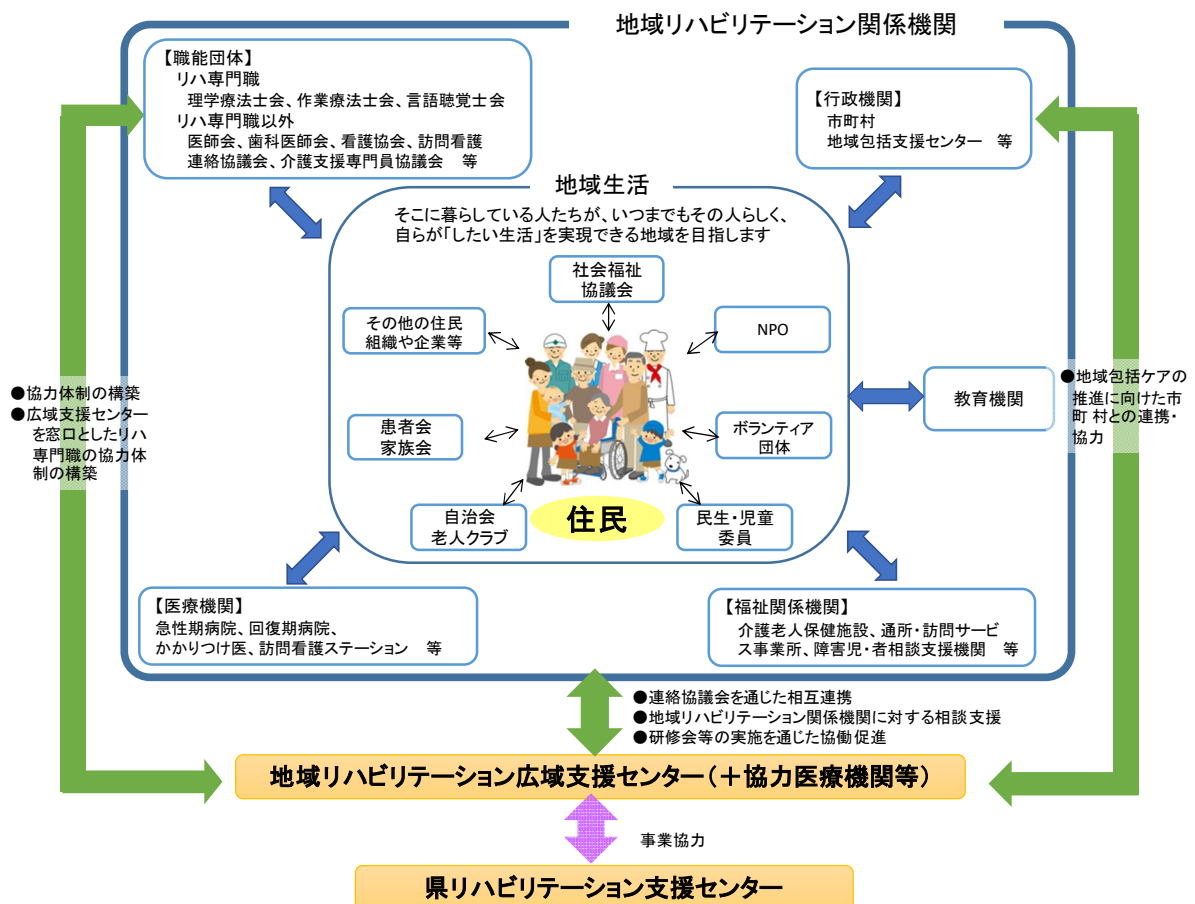 地域リハビリテーション関係機関
【職能団体】
リハ専門職
理学療法士会、作業療法士会、言語聴覚士会
リハ専門職以外
医師会、歯科医師会、看護協会、訪問看護
連絡協議会、介護支援専門員協議会　等
【行政機関】
市町村
地域包括支援センター　等
地域生活
そこに暮らしている人たちが、いつまでもその人らしく、
自らが「したい生活」を実現できる地域を目指します
社会福祉
協議会
その他の住民
組織や企業等
NPO
患者会
家族会
ボランティア
団体
自治会
老人クラブ
住民
民生・児童
委員
教育機関
●協力体制の構築
●広域支援センター
を窓口としたリハ
専門職の協力体
制の構築
●地域包括ケアの
推進に向けた市
町 村との連携・
協力
【医療機関】
急性期病院、回復期病院、
かかりつけ医、訪問看護ステーション　等
【福祉関係機関】
介護老人保健施設、通所・訪問サービ
ス事業所、障害児・者相談支援機関　等
●連絡協議会を通じた相互連携
●地域リハビリテーション関係機関に対する相談支援
●研修会等の実施を通じた協働促進
地域リハビリテーション広域支援センター（＋協力医療機関等）
事業協力
県リハビリテーション支援センター